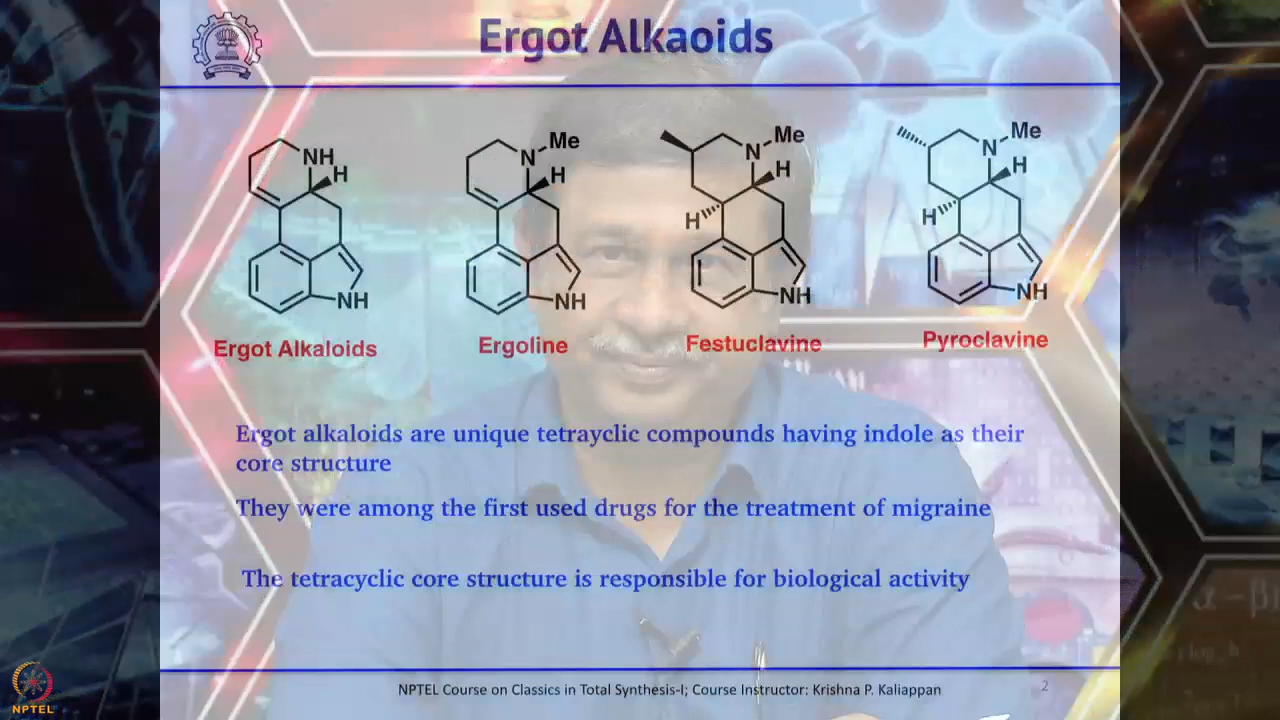 Ergot Alkaoids
NH
H
NH
Me
N
H
NH
Me
N
H
H
NH
Me
N
H
H
NH
Ergot Alkaloids
Ergoline
Festuclavine
Pyroclavine
Ergot alkaloids are unique tetrayclic compounds having indole as their
core structure
They were among the first used drugs for the treatment of migraine
The tetracyclic core structure is responsible for biological activity
NPTEL Course on Classics in Total Synthesis-I; Course Instructor: Krishna P. Kaliappan
2
NPTEL
α-β